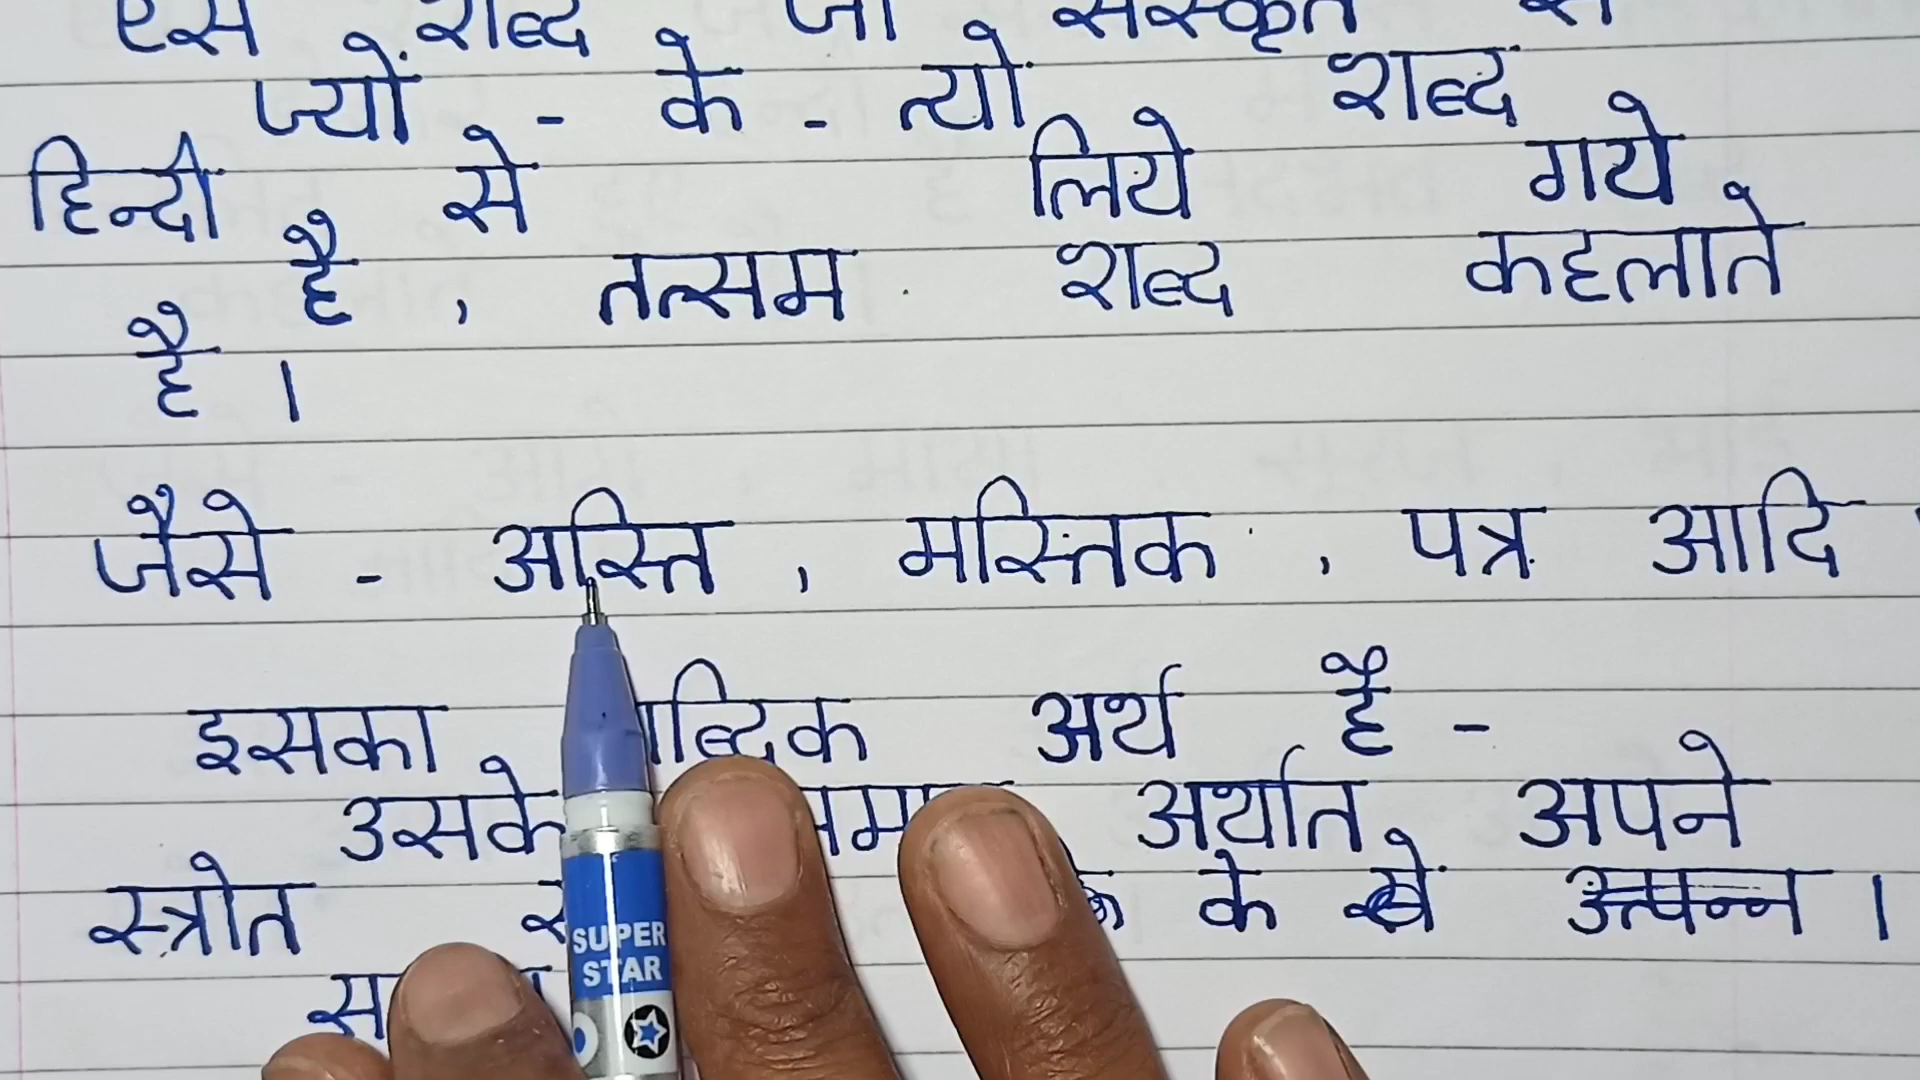 ऐसे शब्द जो संस्कृत से
ज्यों - के - त्यो शब्द
हिन्दी से लिये गये
है , तत्सम शब्द कहलाते
है ।
जैसे - अस्ति , मस्तिक , पत्र आदि
इसका अर्थ है -
उसके अर्थात अपने
स्त्रोत के उत्पन्न ।
SUPER
STAR